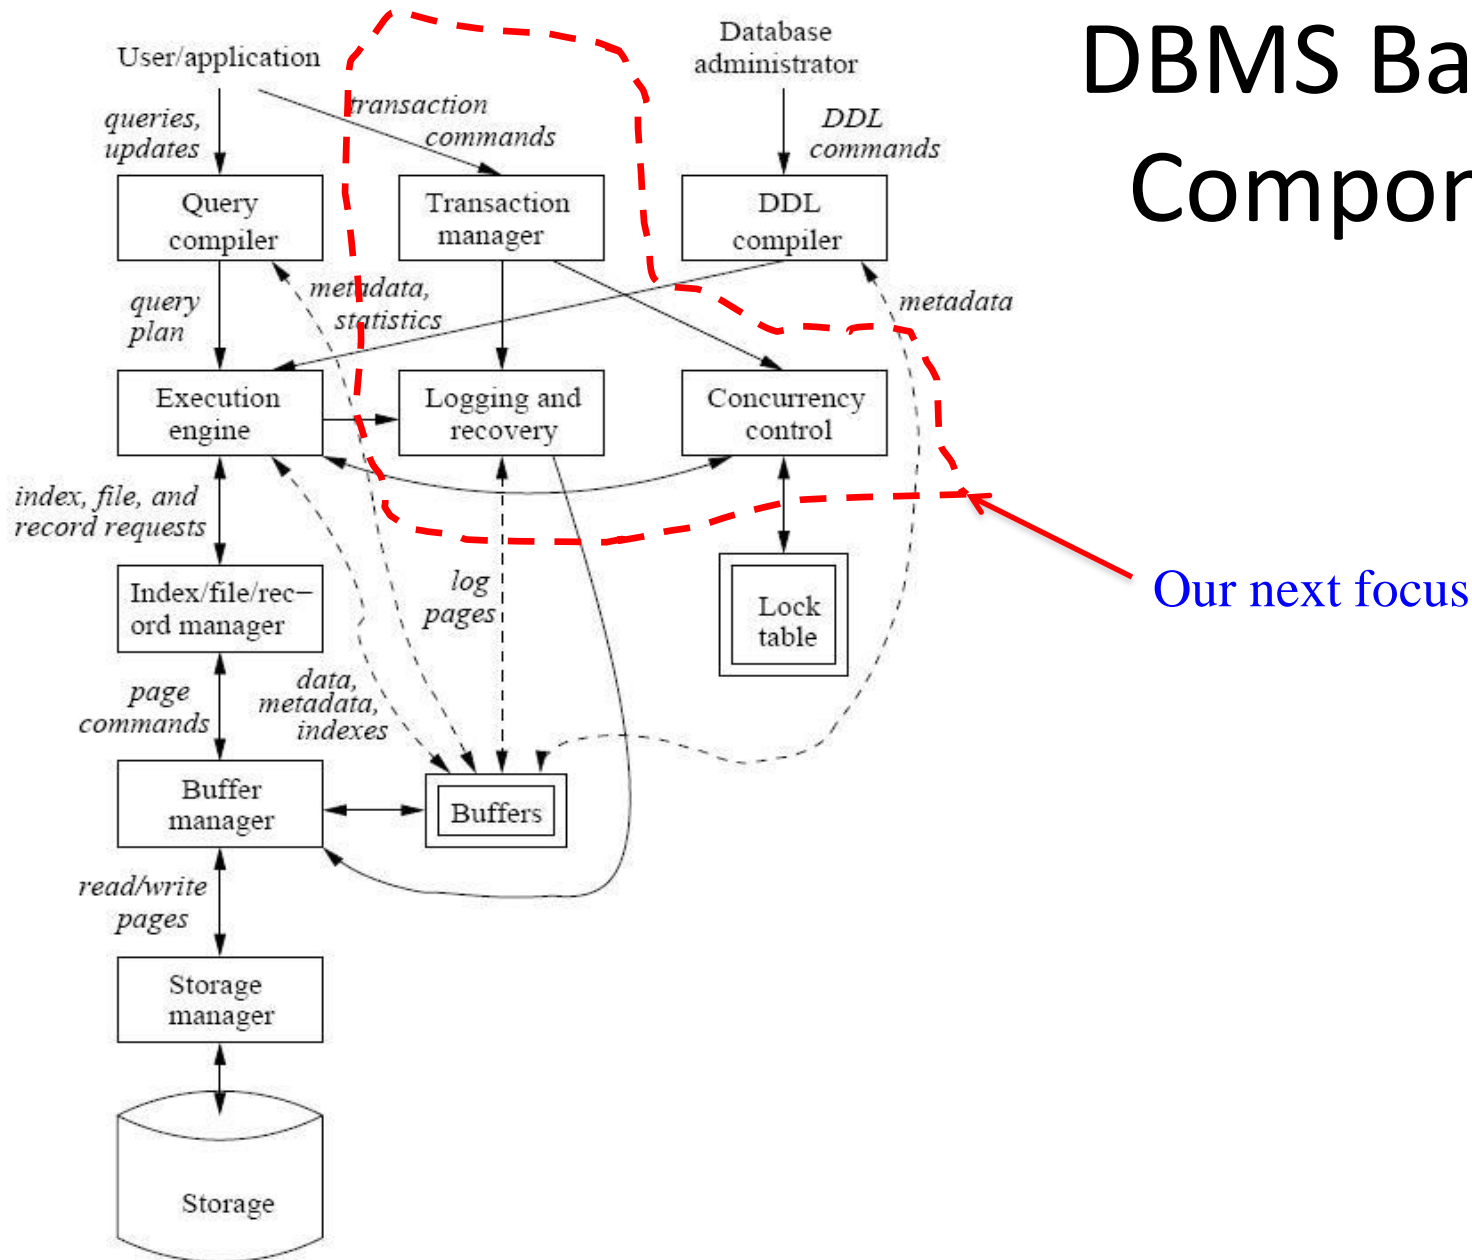 DBMS Ba
Compor
User/application
Database
administrator
queries,
updates
transaction
commands
DDL
commands
Query
compiler
Transaction
manager
DDL
compiler
query
plan
metadata,
statistics
metadata
Execution
engine
Logging and
recovery
Concurrency
control
index, file, and
record requests
Index/file/rec–
ord manager
log
pages
Lock
table
Our next focus
page
commands
data,
metadata,
indexes
Buffer
manager
Buffers
read/write
pages
Storage
manager
Storage